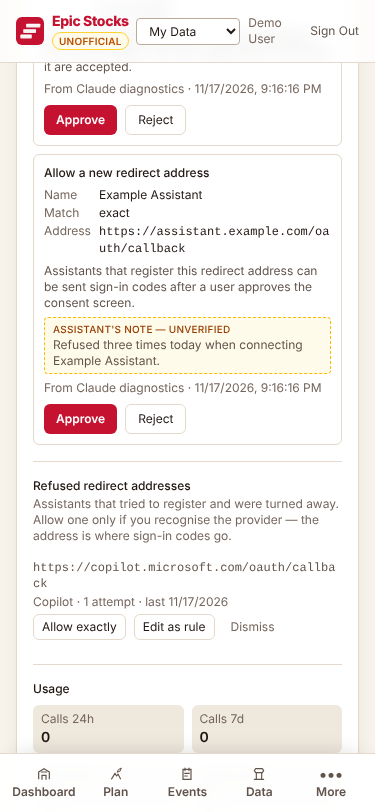 Epic Stocks
UNOFFICIAL
My Data
Demo
User
Sign Out
it are accepted.
From Claude diagnostics · 11/17/2026, 9:16:16 PM
Approve
Reject
Allow a new redirect address
Name Example Assistant
Match exact
Address https://assistant.example.com/oa
uth/callback
Assistants that register this redirect address can
be sent sign-in codes after a user approves the
consent screen.
ASSISTANT'S NOTE — UNVERIFIED
Refused three times today when connecting
Example Assistant.
From Claude diagnostics · 11/17/2026, 9:16:16 PM
Approve
Reject
Refused redirect addresses
Assistants that tried to register and were turned away.
Allow one only if you recognise the provider — the
address is where sign-in codes go.
https://copilot.microsoft.com/oauth/callba
ck
Copilot · 1 attempt · last 11/17/2026
Allow exactly
Edit as rule
Dismiss
Usage
Calls 24h
0
Calls 7d
0
Dashboard
Plan
Events
Data
More